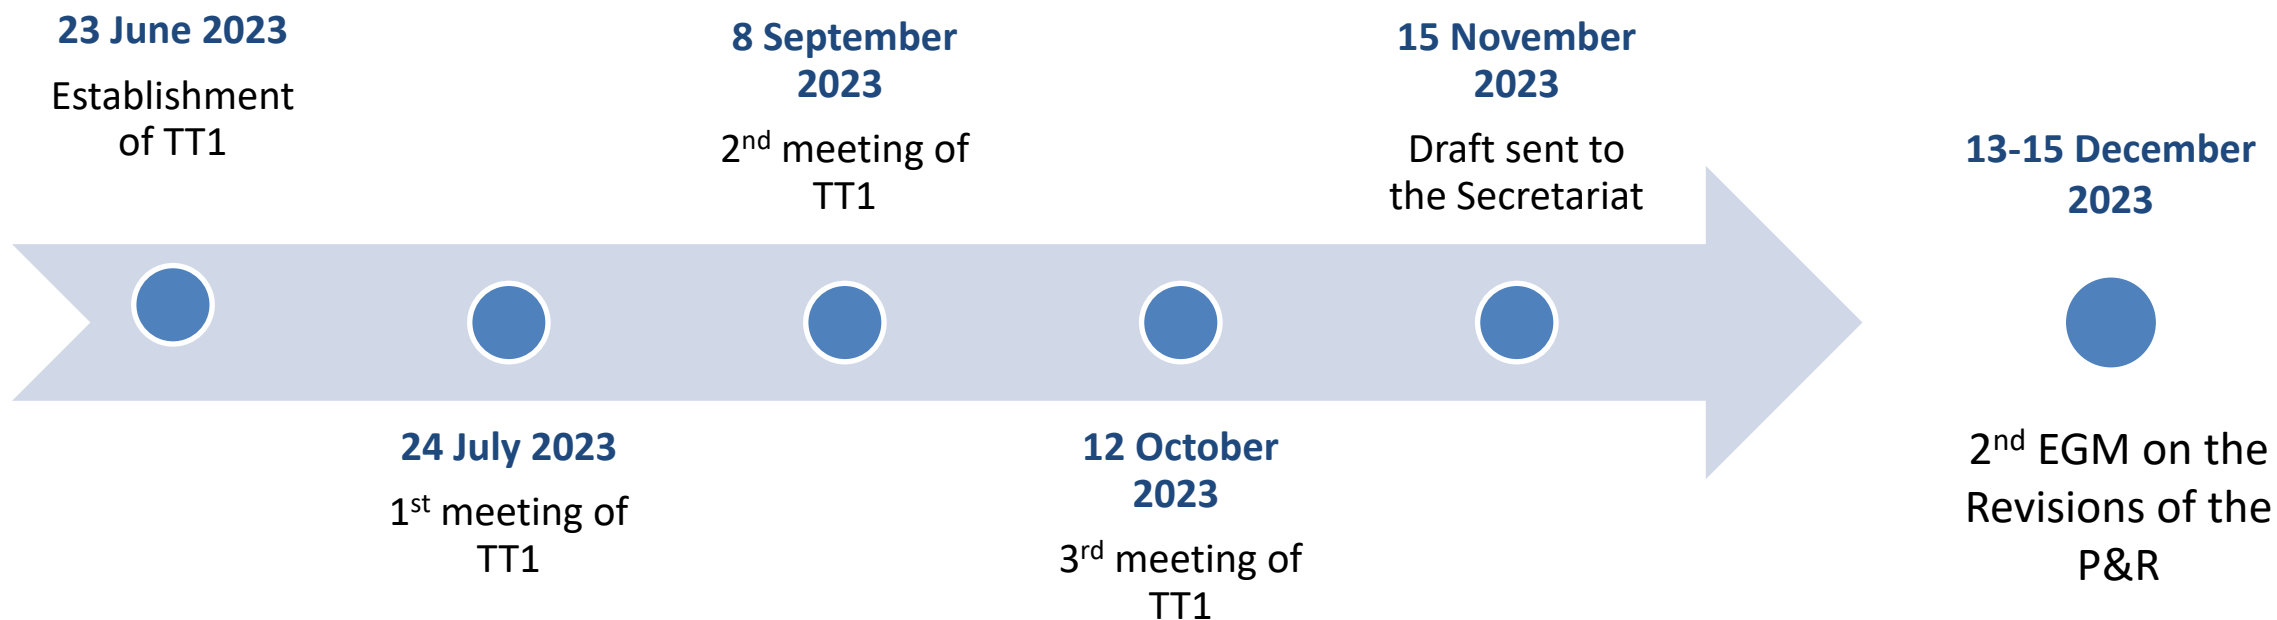 23 June 2023
Establishment
of TT1
24 July 2023
1st meeting of
TT1
8 September
2023
2nd meeting of
TT1
12 October
2023
3rd meeting of
TT1
15 November
2023
Draft sent to
the Secretariat
13-15 December
2023
2nd EGM on the
Revisions of the
P&R